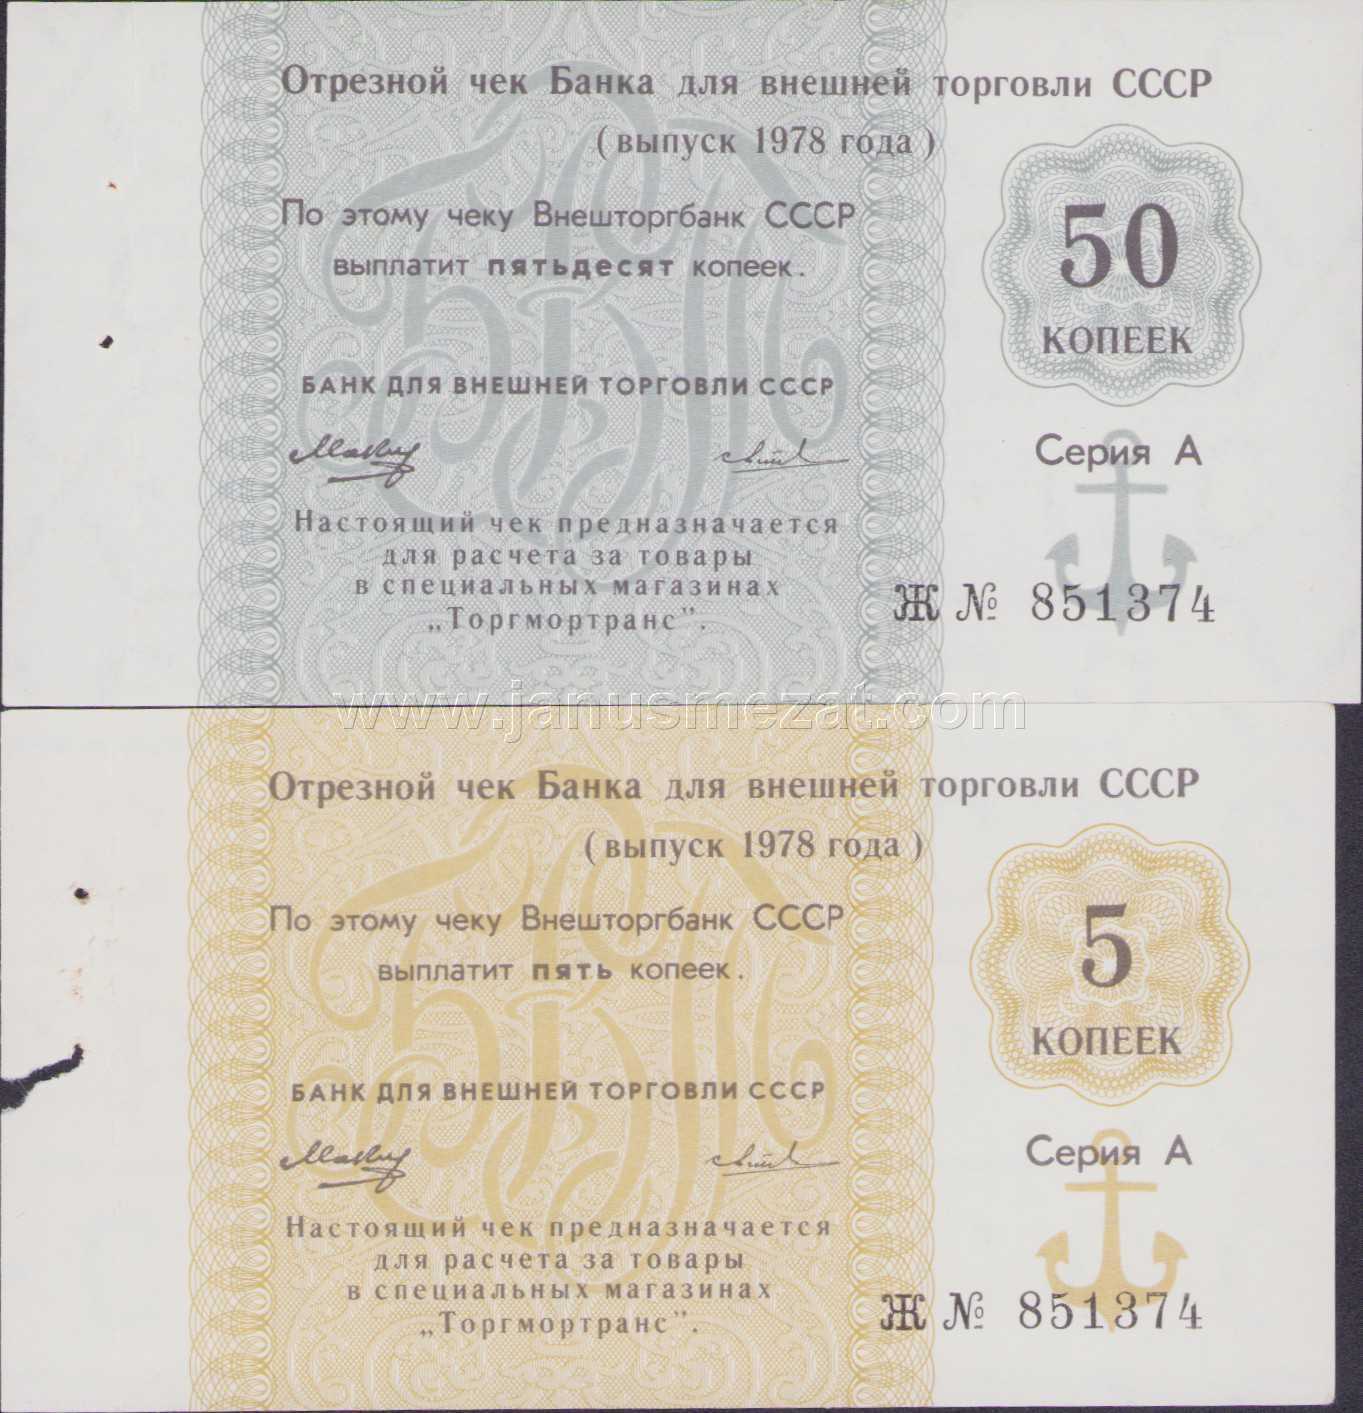 Отрезной чек Банка для внешней торговли СССР
( выпуск 1978 года )
По этому чеку Внешторгбанк СССР
выплатит пятьдесят копеек.
50
КОПЕЕК
БАНК ДЛЯ ВНЕШНЕЙ ТОРГОВЛИ СССР
Серия А
Настоящий чек предназначается
для расчета за товары
в специальных магазинах
„Торгмортранс".
Ж № 851374
www.janusmezat.com
Отрезной чек Банка для внешней торговли СССР
( выпуск 1978 года )
По этому чеку Внешторгбанк СССР
выплатит пять копеек.
5
КОПЕЕК
БАНК ДЛЯ ВНЕШНЕЙ ТОРГОВЛИ СССР
Серия А
Настоящий чек предназначается
для расчета за товары
в специальных магазинах
„Торгмортранс".
Ж № 851374